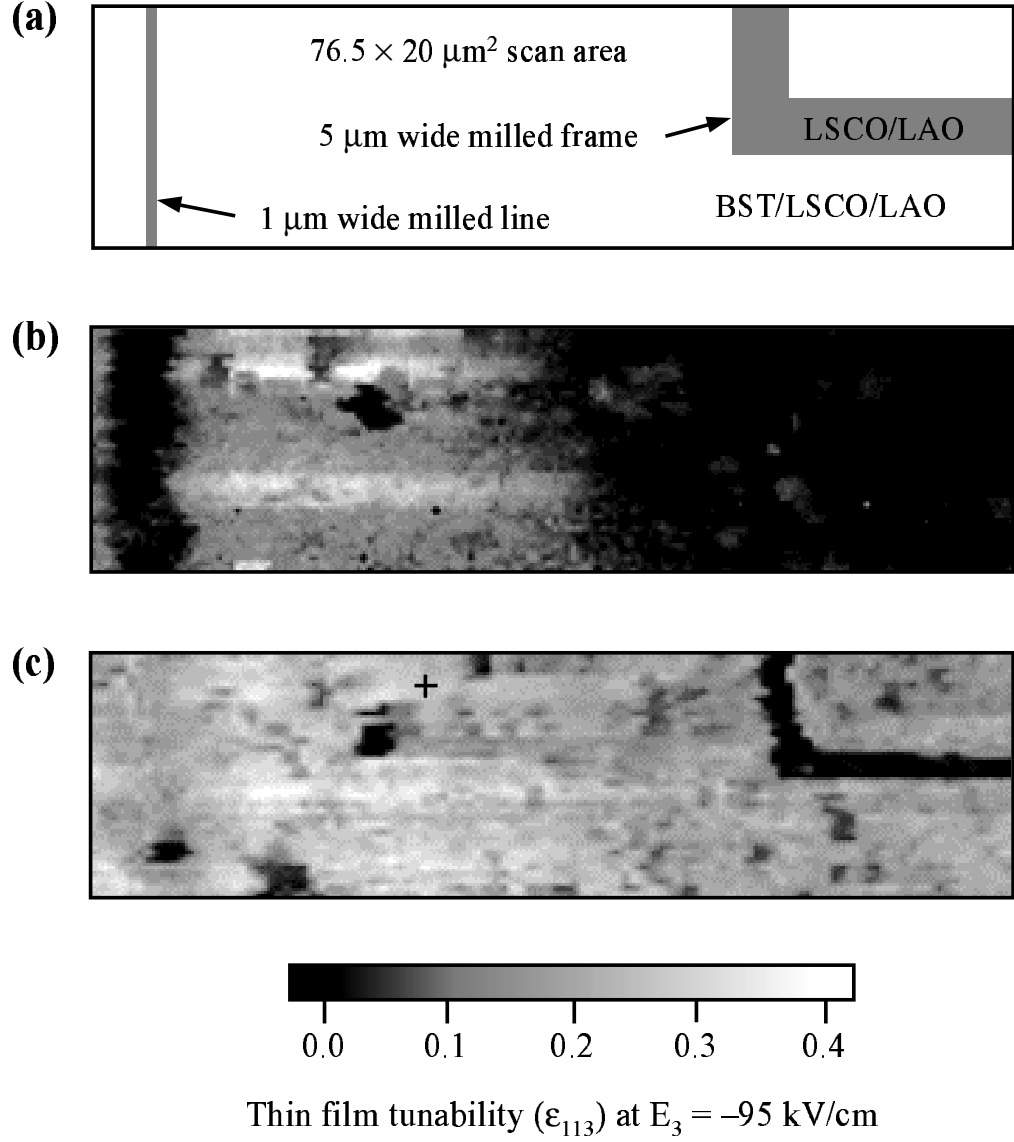 (a)
76.5 × 20 μm² scan area
5 μm wide milled frame
LSCO/LAO
1 μm wide milled line
BST/LSCO/LAO
(b)
(c)
+
0.0 0.1 0.2 0.3 0.4
Thin film tunability (ε₁₁₃) at E₃ = –95 kV/cm